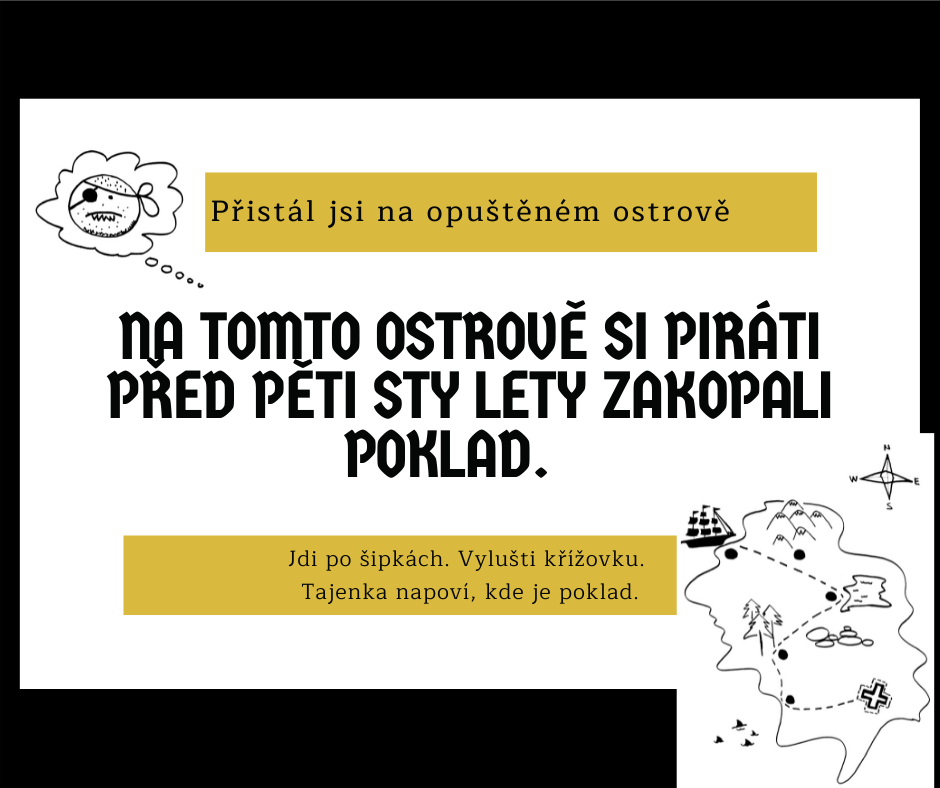 Přistál jsi na opuštěném ostrově
NA TOMTO OSTROVĚ SI PIRÁTI
PŘED PĚTI STY LETY ZAKOPALI
POKLAD.
Jdi po šipkách. Vylušti křížovku.
Tajenka napoví, kde je poklad.
N
W E
S